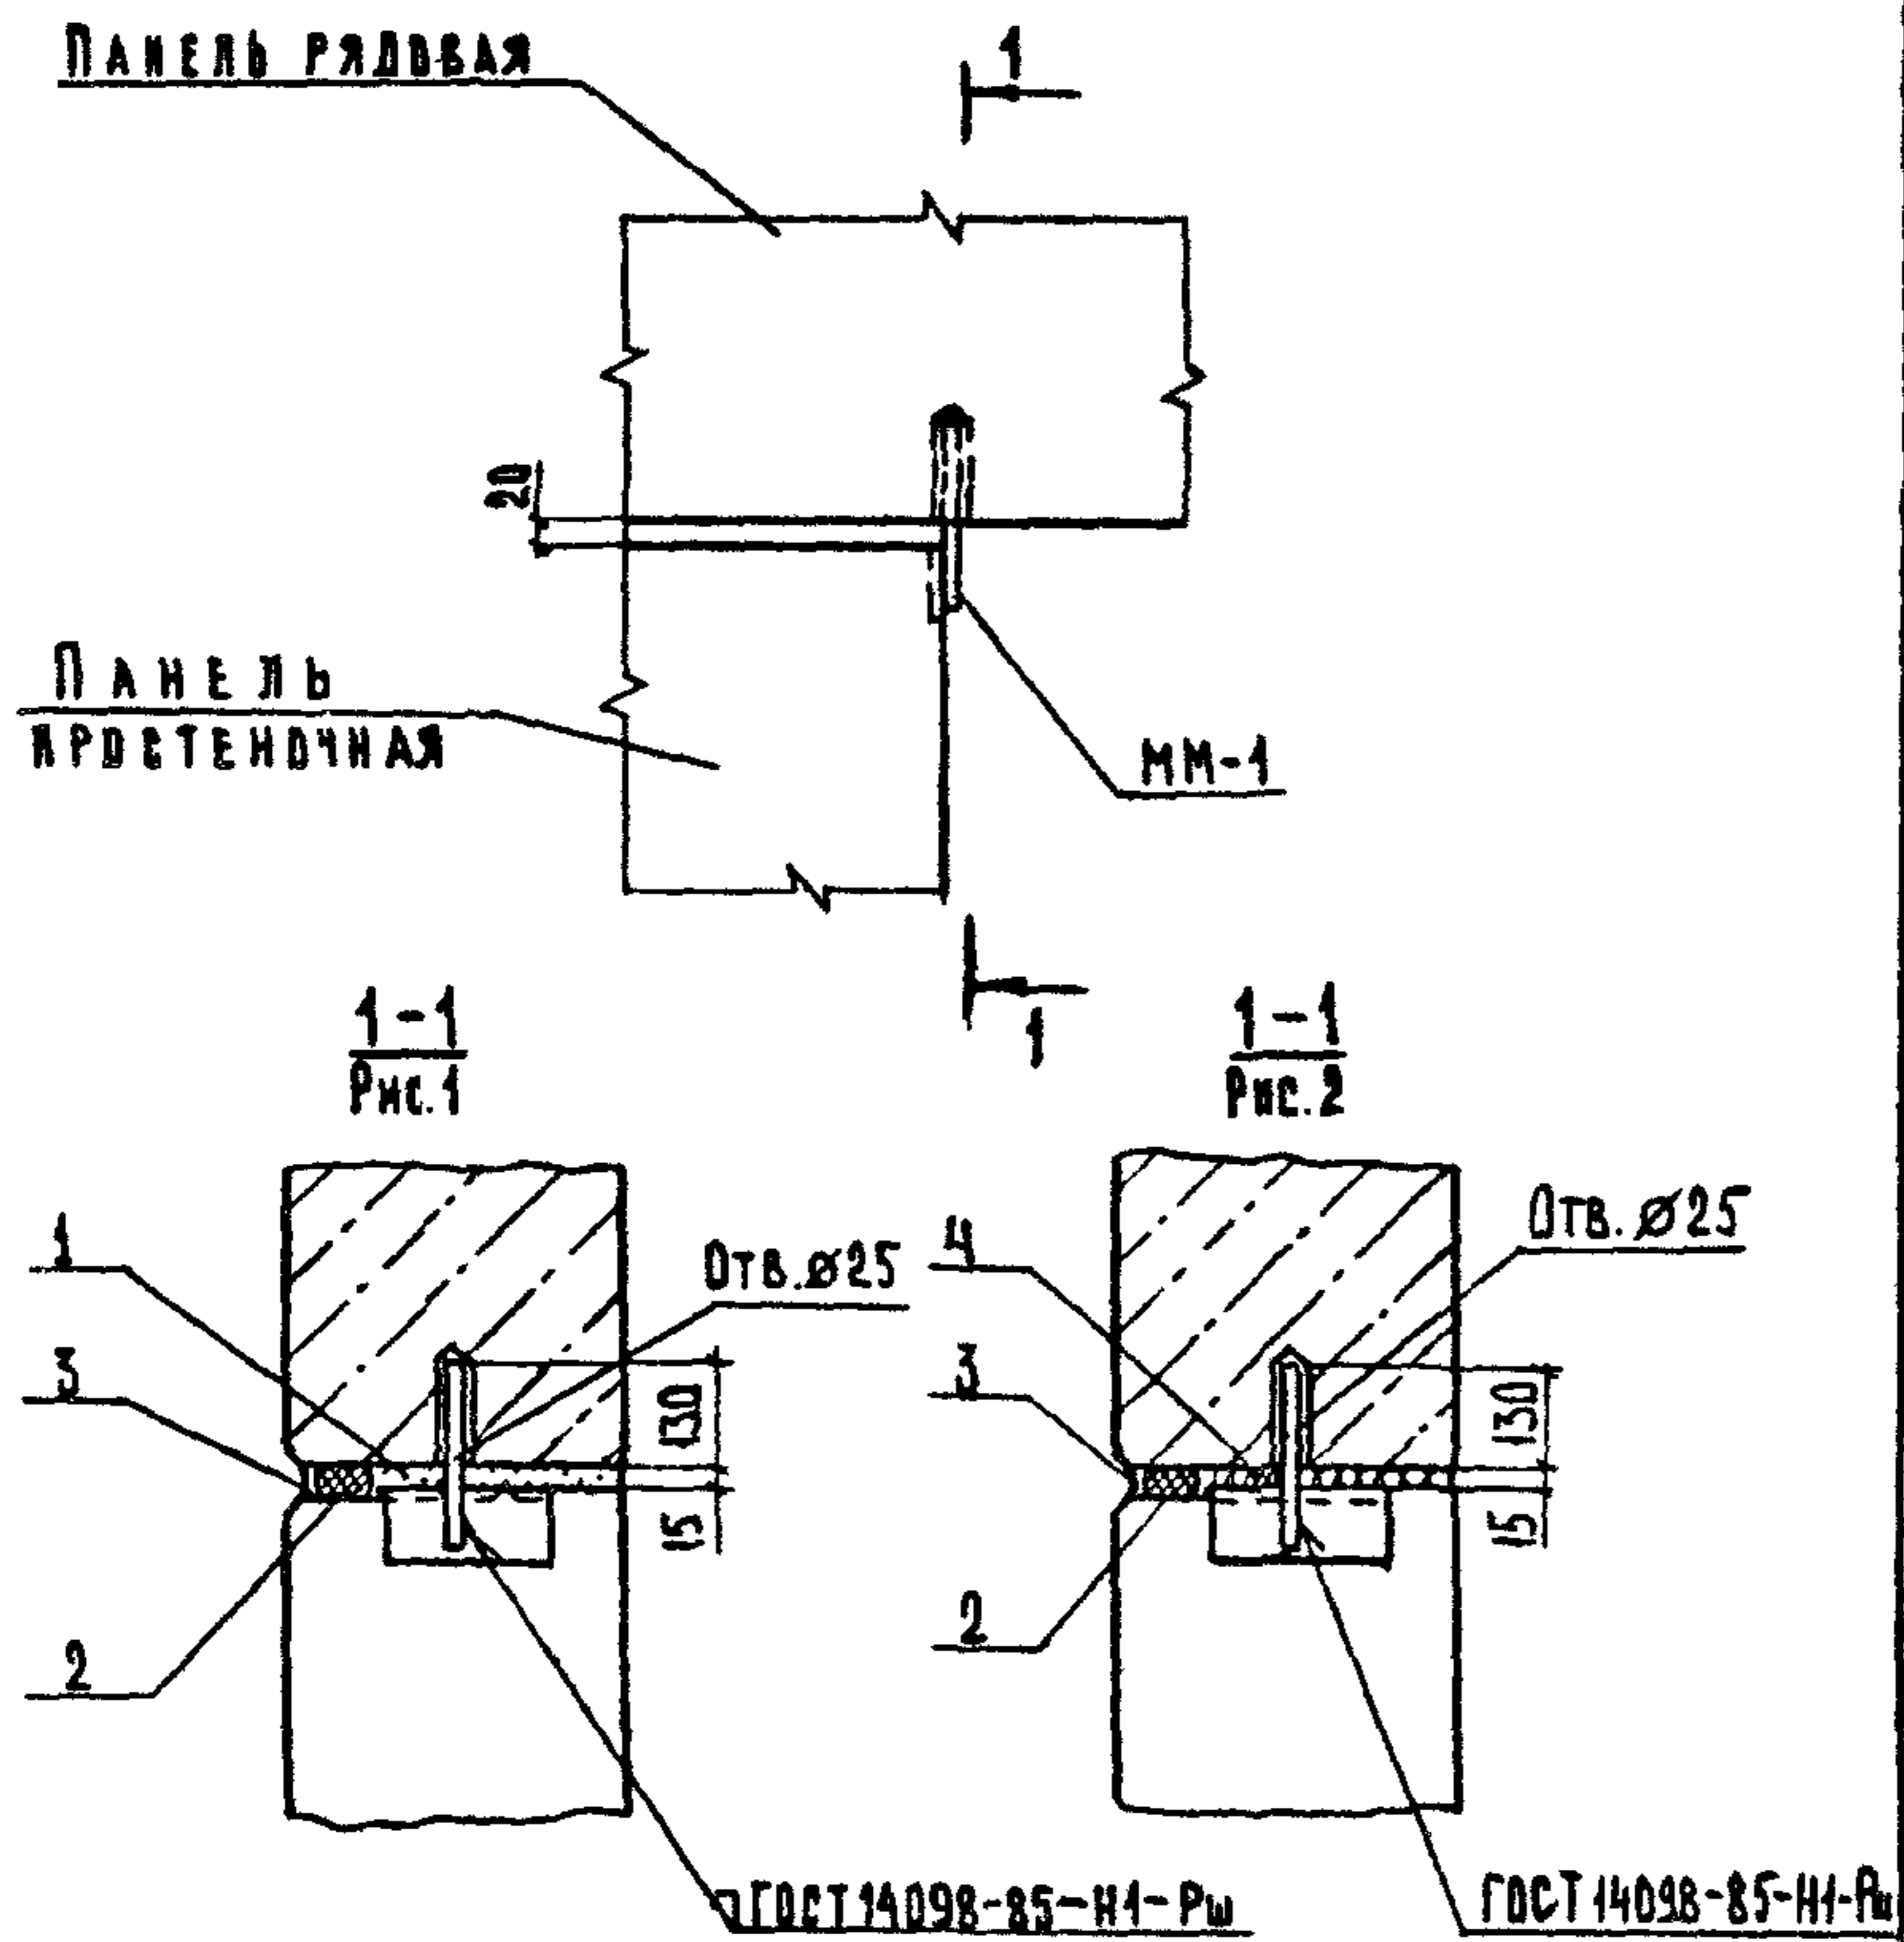 Панель рядовая
1
20
Панель
простеночная
ММ-1
1
1-1
Рис. 1
1-1
Рис. 2
1
Отв. ⌀25
3
130
15
2
ГОСТ 14098-85-Н1-Рш
4
Отв. ⌀25
3
130
15
2
ГОСТ 14098-85-Н1-Рш